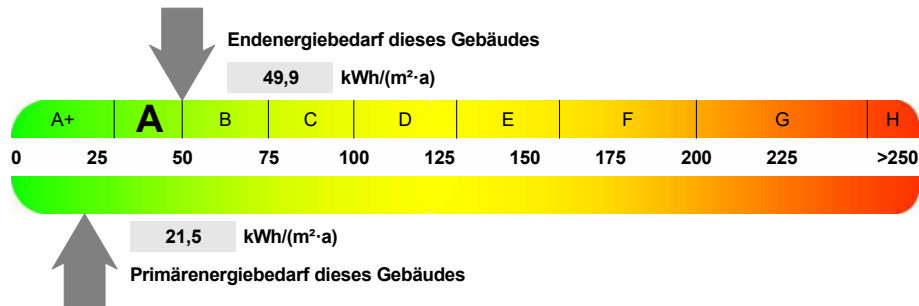 Endenergiebedarf dieses Gebäudes
49,9 kWh/(m²·a)
A+ A B C D E F G H
0 25 50 75 100 125 150 175 200 225 >250
21,5 kWh/(m²·a)
Primärenergiebedarf dieses Gebäudes